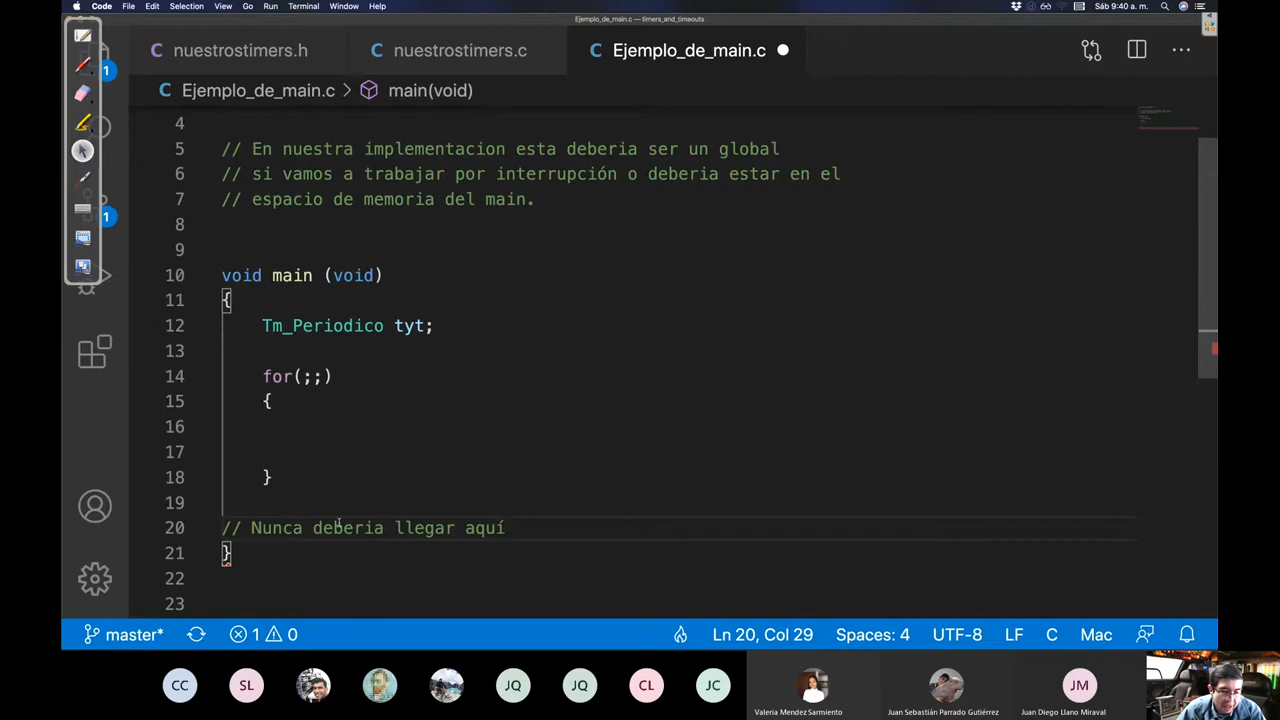 Code File Edit Selection View Go Run Terminal Window Help
Sáb 9:40 a. m.
Ejemplo_de_main.c — timers_and_timeouts
C nuestrostimers.h C nuestrostimers.c C Ejemplo_de_main.c
C Ejemplo_de_main.c > main(void)
4
5 // En nuestra implementacion esta deberia ser un global
6 // si vamos a trabajar por interrupción o deberia estar en el
7 // espacio de memoria del main.
8
9
10 void main (void)
11 {
12 Tm_Periodico tyt;
13
14 for(;;)
15 {
16
17
18 }
19
20 // Nunca deberia llegar aquí
21 }
22
23
1
1
master* 1 0 Ln 20, Col 29 Spaces: 4 UTF-8 LF C Mac
CC SL JQ JQ CL JC JM
Valeria Mendez Sarmiento Juan Sebastián Parrado Gutiérrez Juan Diego Llano Miraval